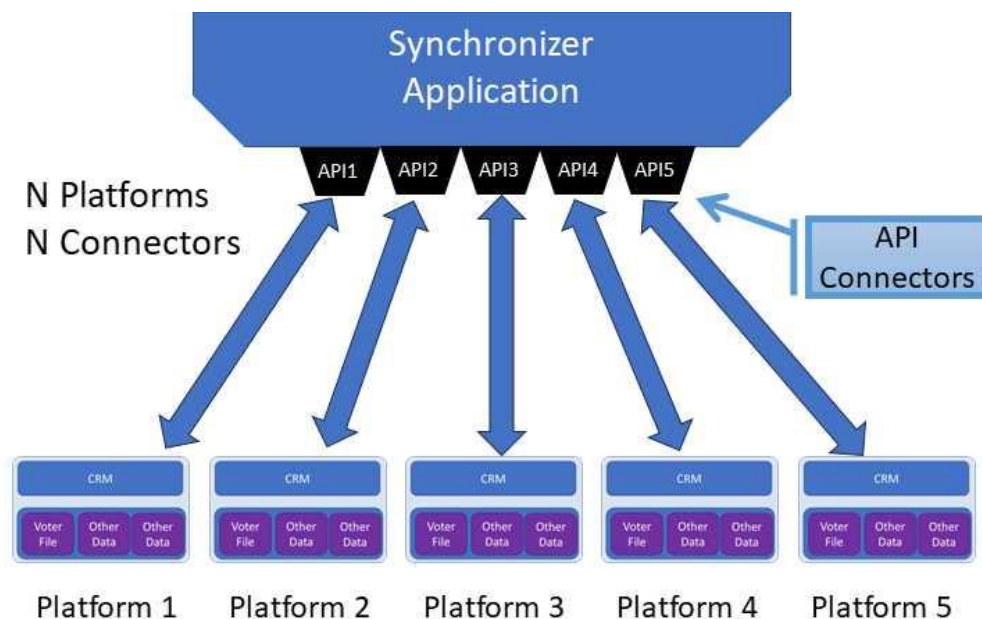 Synchronizer
Application
API1 API2 API3 API4 API5
N Platforms
N Connectors
API
Connectors
CRM CRM CRM CRM CRM
Voter Other Other Voter Other Other Voter Other Other Voter Other Other Voter Other Other
File Data Data File Data Data File Data Data File Data Data File Data Data
Platform 1 Platform 2 Platform 3 Platform 4 Platform 5